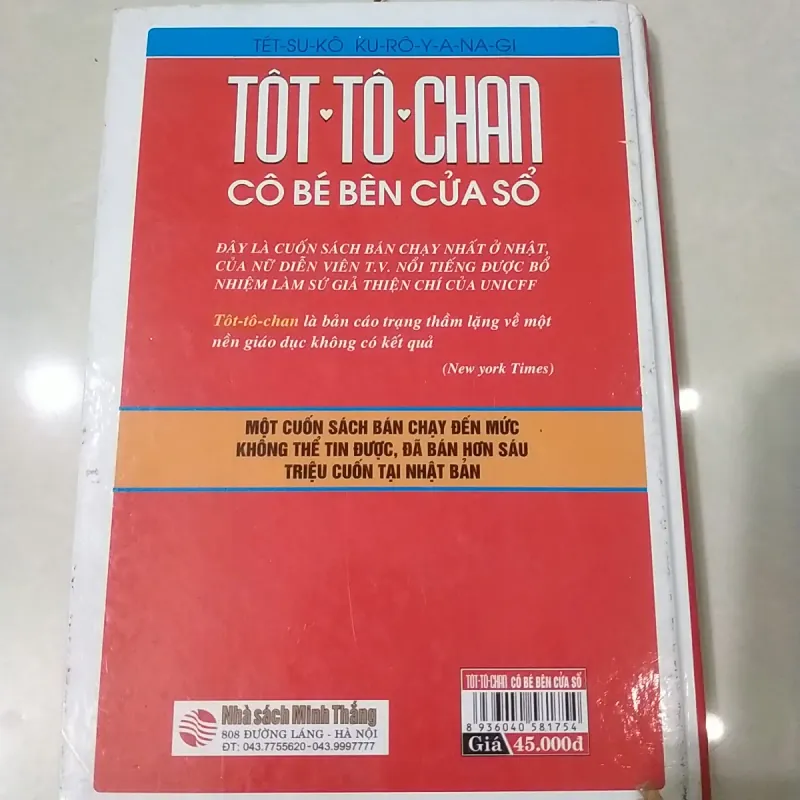 TÉT-SU-KÔ KU-RÔ-Y-A-NA-GI
TÔT♥TÔ♥CHAN
CÔ BÉ BÊN CỬA SỔ
ĐÂY LÀ CUỐN SÁCH BÁN CHẠY NHẤT Ở NHẬT,
CỦA NỮ DIỄN VIÊN T.V. NỔI TIẾNG ĐƯỢC BỔ
NHIỆM LÀM SỨ GIẢ THIỆN CHÍ CỦA UNICFF
Tôt-tô-chan là bản cáo trạng thầm lặng về một
nền giáo dục không có kết quả
(New york Times)
MỘT CUỐN SÁCH BÁN CHẠY ĐẾN MỨC
KHÔNG THỂ TIN ĐƯỢC, ĐÃ BÁN HƠN SÁU
TRIỆU CUỐN TẠI NHẬT BẢN
Nhà sách Minh Thắng
808 ĐƯỜNG LÁNG - HÀ NỘI
ĐT: 043.7755620-043.9997777
TÔT-TÔ-CHAN CÔ BÉ BÊN CỬA SỔ
8 936040 581754
Giá 45.000đ